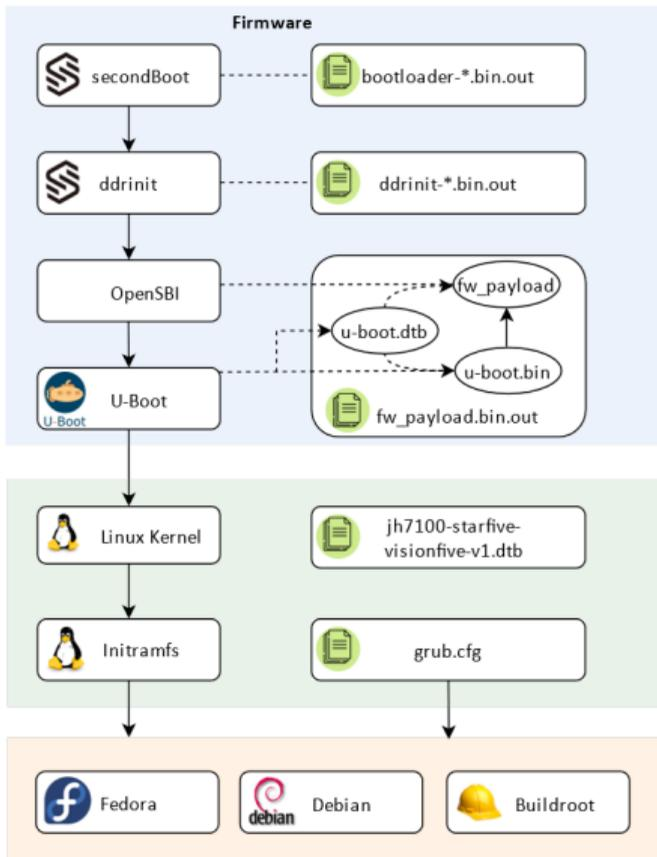 Firmware
secondBoot
bootloader-*.bin.out
ddrinit
ddrinit-*.bin.out
OpenSBI
fw_payload
u-boot.dtb
u-boot.bin
U-Boot
U-Boot
fw_payload.bin.out
Linux Kernel
jh7100-starfive-
visionfive-v1.dtb
Initramfs
grub.cfg
Fedora
debian
Debian
Buildroot